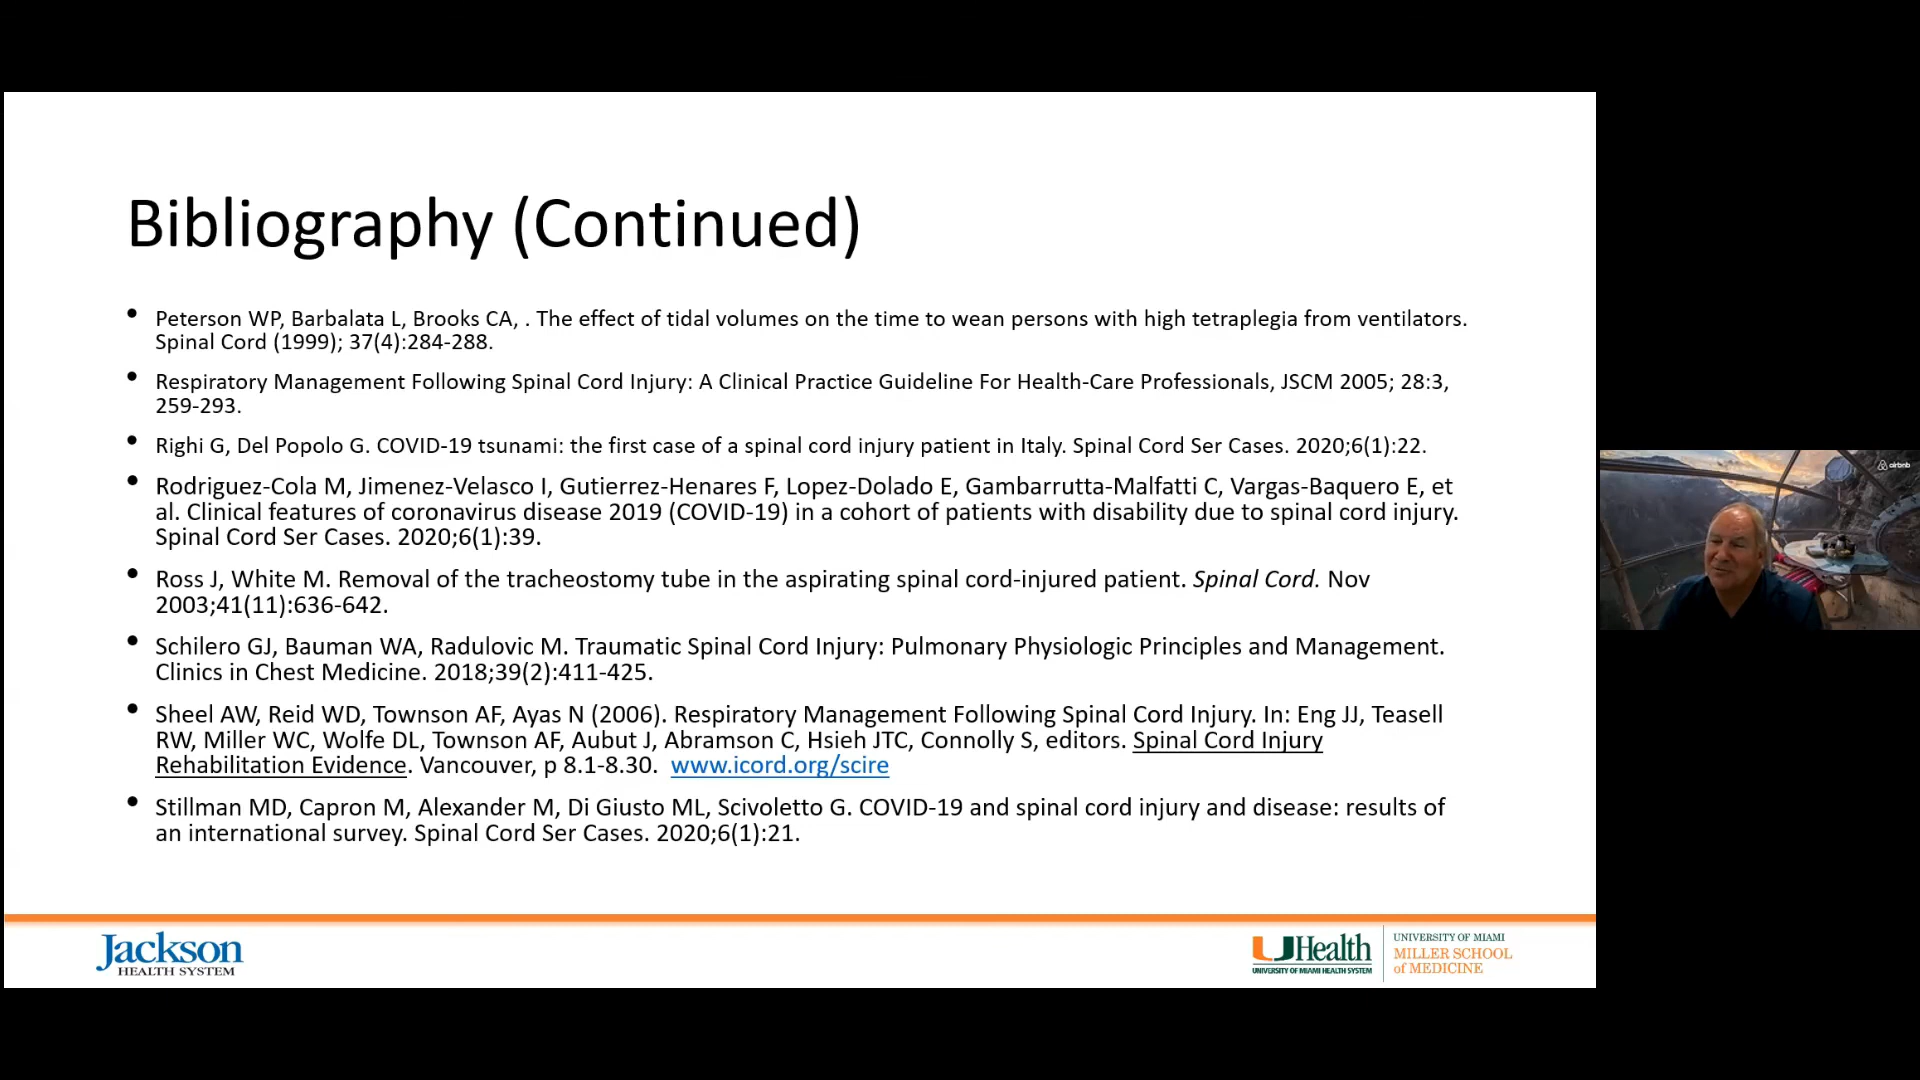 Bibliography (Continued)
• Peterson WP, Barbalata L, Brooks CA, . The effect of tidal volumes on the time to wean persons with high tetraplegia from ventilators.
Spinal Cord (1999); 37(4):284-288.
• Respiratory Management Following Spinal Cord Injury: A Clinical Practice Guideline For Health-Care Professionals, JSCM 2005; 28:3,
259-293.
• Righi G, Del Popolo G. COVID-19 tsunami: the first case of a spinal cord injury patient in Italy. Spinal Cord Ser Cases. 2020;6(1):22.
• Rodriguez-Cola M, Jimenez-Velasco I, Gutierrez-Henares F, Lopez-Dolado E, Gambarrutta-Malfatti C, Vargas-Baquero E, et
al. Clinical features of coronavirus disease 2019 (COVID-19) in a cohort of patients with disability due to spinal cord injury.
Spinal Cord Ser Cases. 2020;6(1):39.
• Ross J, White M. Removal of the tracheostomy tube in the aspirating spinal cord-injured patient. Spinal Cord. Nov
2003;41(11):636-642.
• Schilero GJ, Bauman WA, Radulovic M. Traumatic Spinal Cord Injury: Pulmonary Physiologic Principles and Management.
Clinics in Chest Medicine. 2018;39(2):411-425.
• Sheel AW, Reid WD, Townson AF, Ayas N (2006). Respiratory Management Following Spinal Cord Injury. In: Eng JJ, Teasell
RW, Miller WC, Wolfe DL, Townson AF, Aubut J, Abramson C, Hsieh JTC, Connolly S, editors. Spinal Cord Injury
Rehabilitation Evidence. Vancouver, p 8.1-8.30. www.icord.org/scire
• Stillman MD, Capron M, Alexander M, Di Giusto ML, Scivoletto G. COVID-19 and spinal cord injury and disease: results of
an international survey. Spinal Cord Ser Cases. 2020;6(1):21.
Jackson
HEALTH SYSTEM
UHealth
UNIVERSITY OF MIAMI HEALTH SYSTEM
UNIVERSITY OF MIAMI
MILLER SCHOOL
of MEDICINE
airbnb